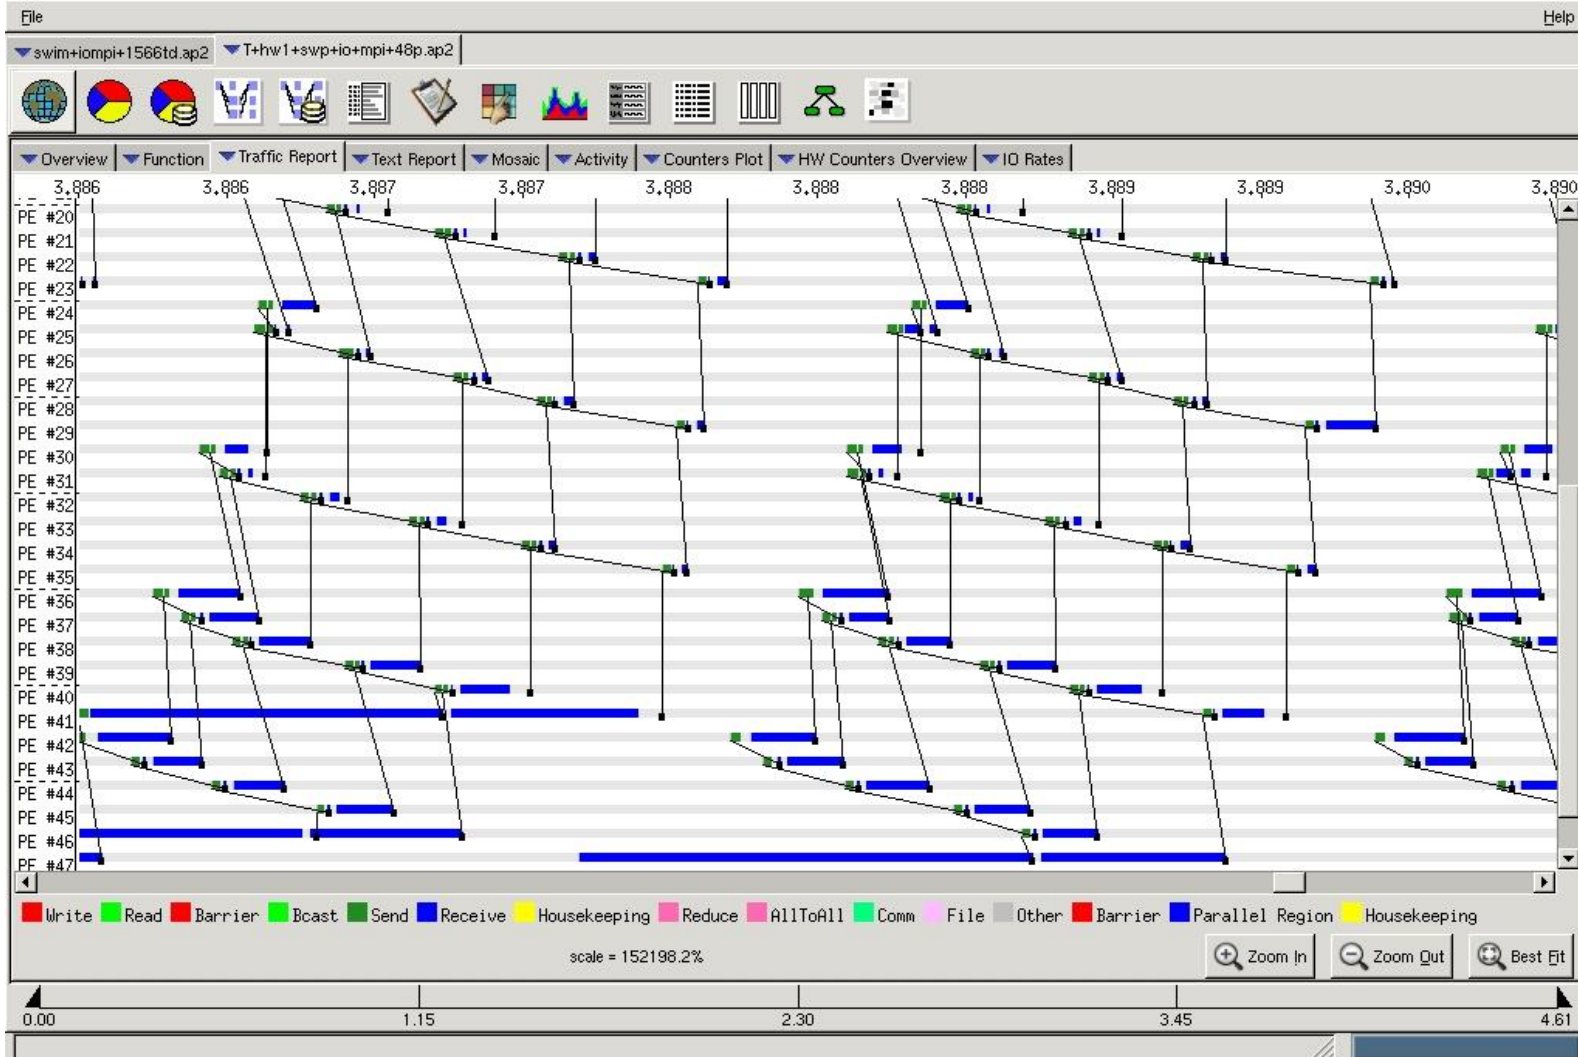 File Help
swim+iompi+1566td.ap2 T+hw1+swp+io+mpi+48p.ap2
Overview Function Traffic Report Text Report Mosaic Activity Counters Plot HW Counters Overview IO Rates
3.886 3.886 3.887 3.887 3.888 3.888 3.888 3.889 3.889 3.890 3.890
PE #20
PE #21
PE #22
PE #23
PE #24
PE #25
PE #26
PE #27
PE #28
PE #29
PE #30
PE #31
PE #32
PE #33
PE #34
PE #35
PE #36
PE #37
PE #38
PE #39
PE #40
PE #41
PE #42
PE #43
PE #44
PE #45
PE #46
PE #47
Write Read Barrier Bcast Send Receive Housekeeping Reduce AllToAll Comm File Other Barrier Parallel Region Housekeeping
scale = 152198.2% Zoom In Zoom Out Best Fit
0.00 1.15 2.30 3.45 4.61